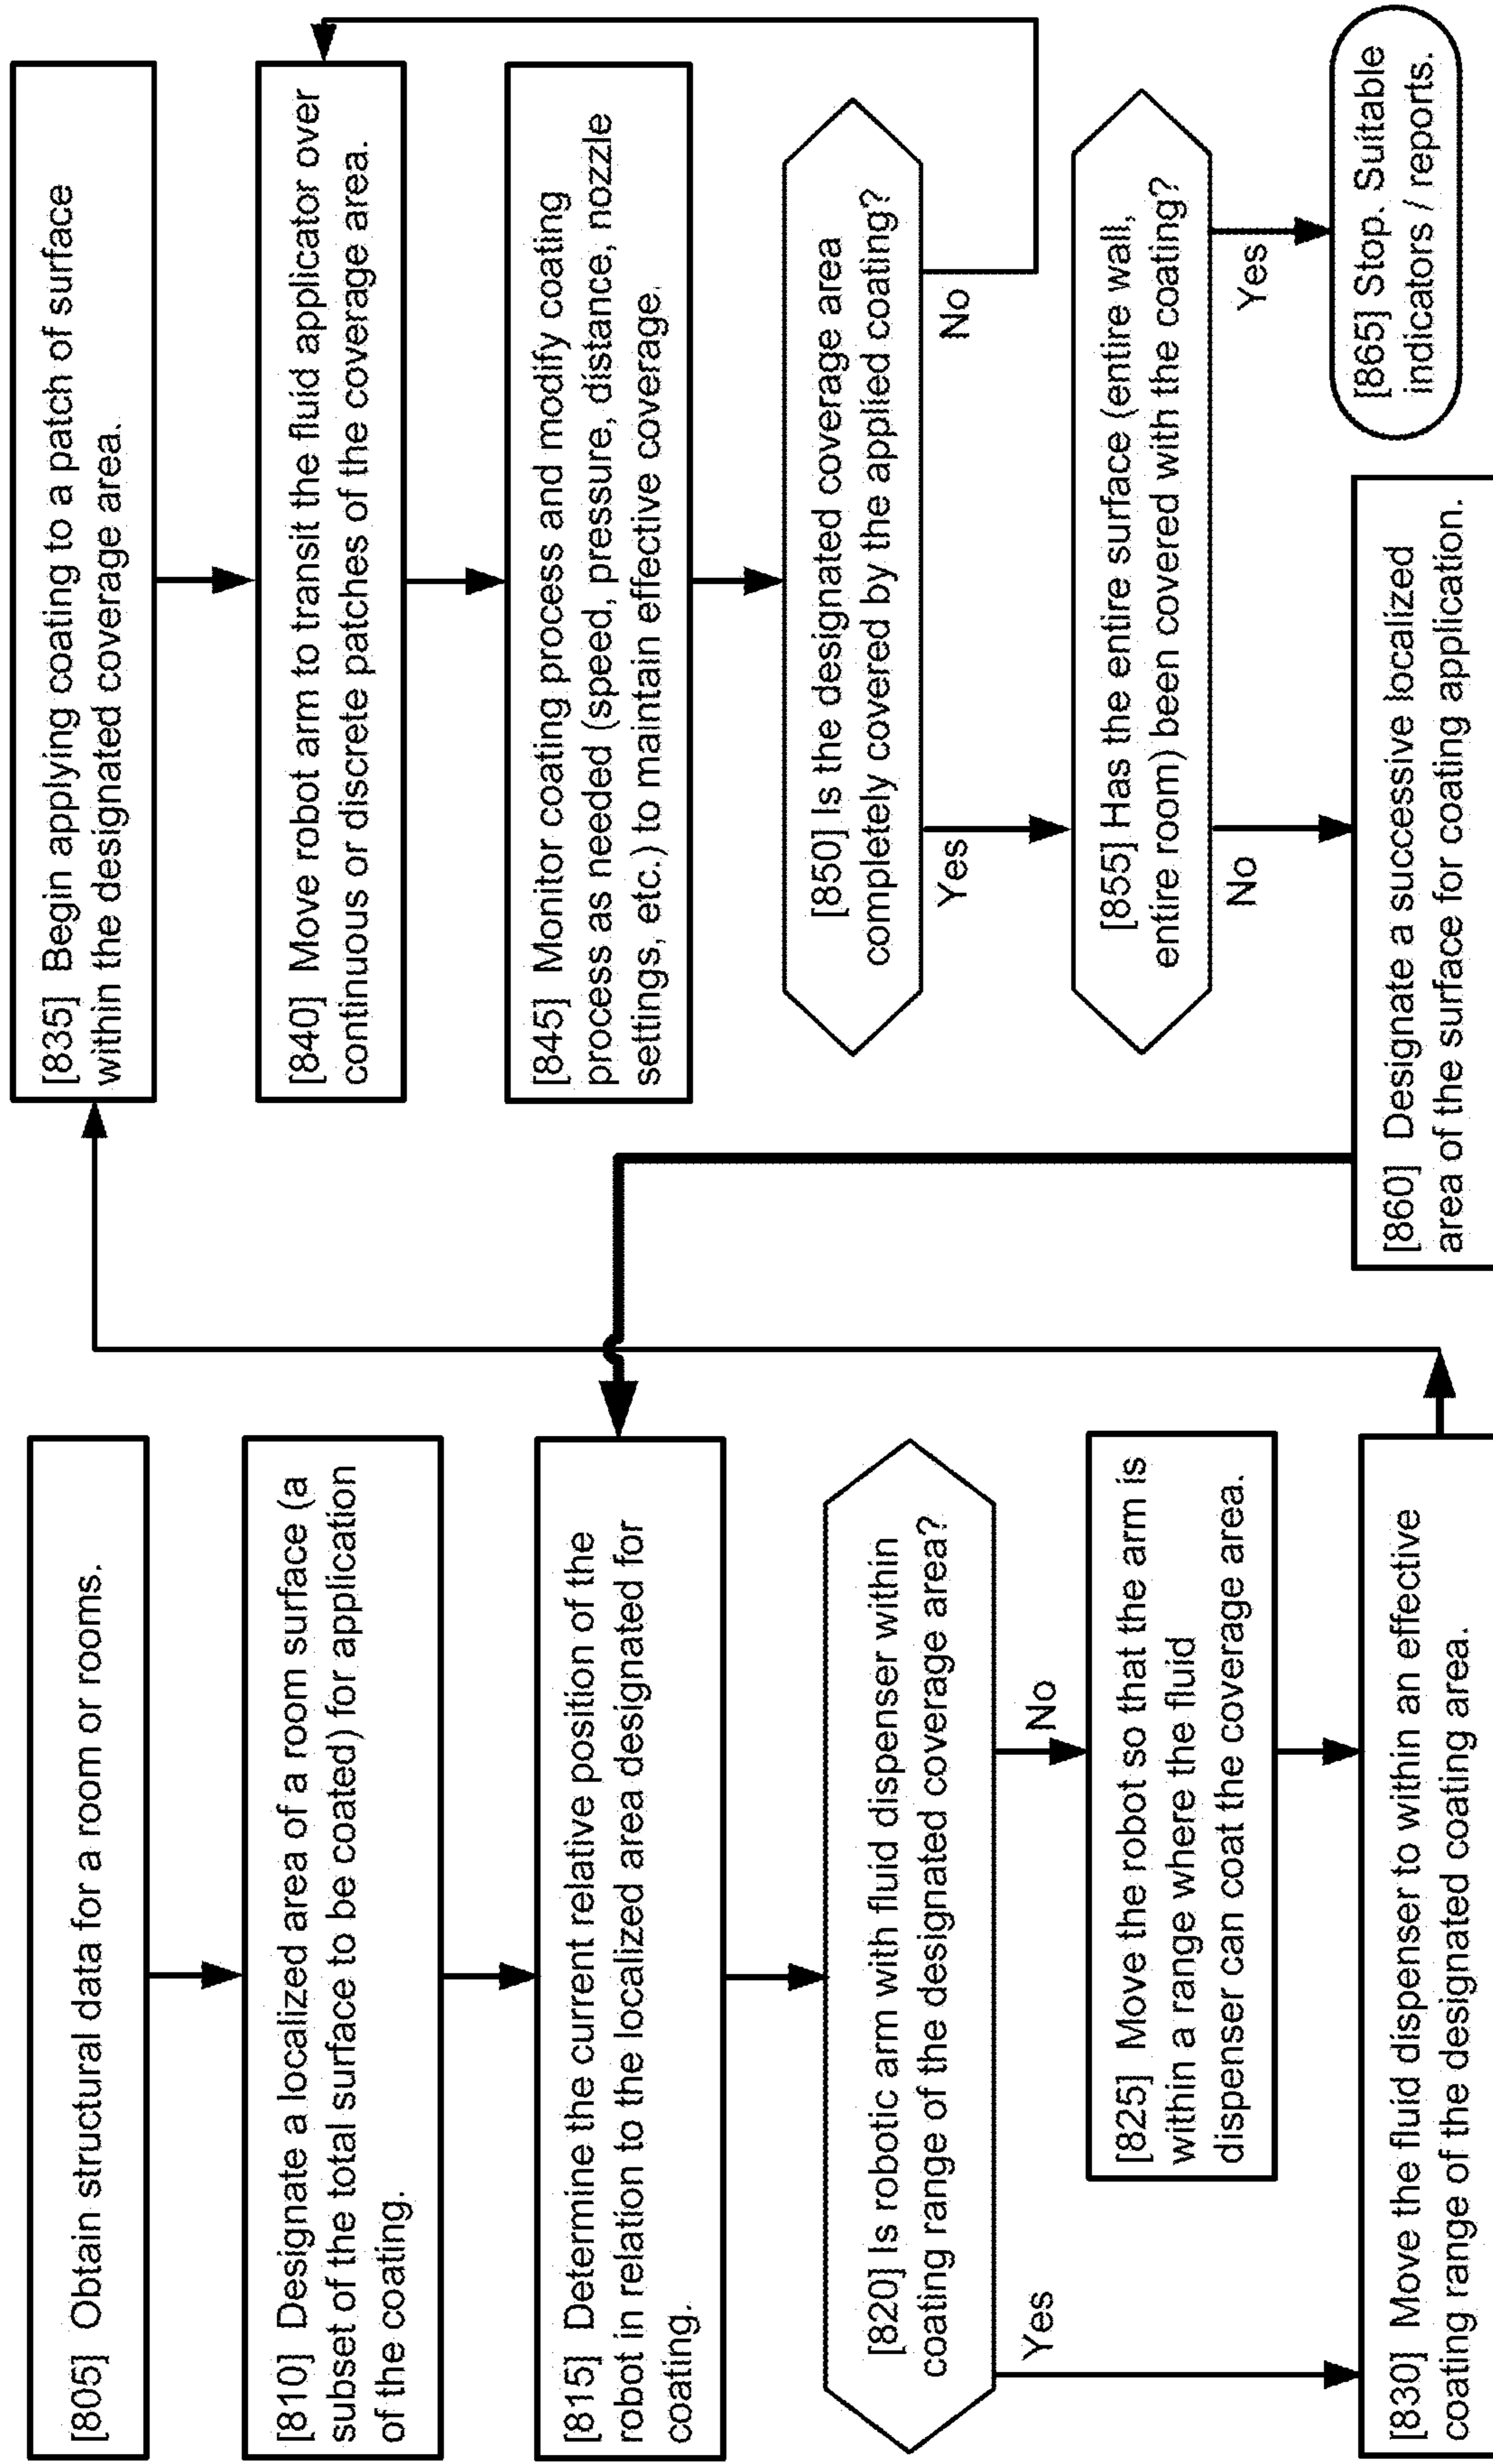 [805] Obtain structural data for a room or rooms.
[810] Designate a localized area of a room surface (a
subset of the total surface to be coated) for application
of the coating.
[815] Determine the current relative position of the
robot in relation to the localized area designated for
coating.
[820] Is robotic arm with fluid dispenser within
coating range of the designated coverage area?
Yes
No
[825] Move the robot so that the arm is
within a range where the fluid
dispenser can coat the coverage area.
[830] Move the fluid dispenser to within an effective
coating range of the designated coating area.
[835] Begin applying coating to a patch of surface
within the designated coverage area.
[840] Move robot arm to transit the fluid applicator over
continuous or discrete patches of the coverage area.
[845] Monitor coating process and modify coating
process as needed (speed, pressure, distance, nozzle
settings, etc.) to maintain effective coverage.
[850] Is the designated coverage area
completely covered by the applied coating?
Yes
No
[855] Has the entire surface (entire wall,
entire room) been covered with the coating?
No
Yes
[860] Designate a successive localized
area of the surface for coating application.
[865] Stop. Suitable
indicators / reports.